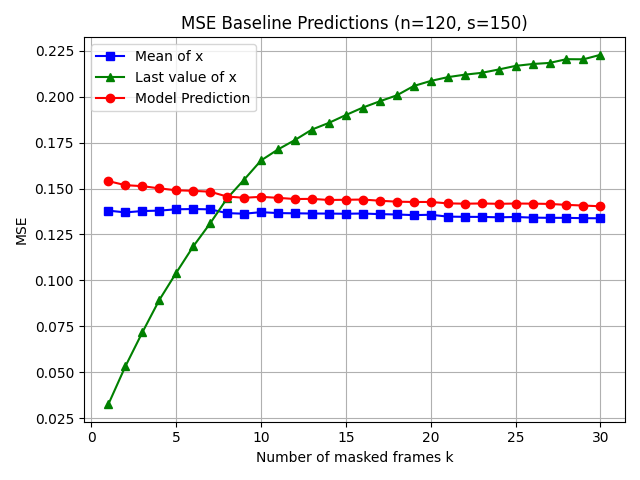 MSE Baseline Predictions (n=120, s=150)
Mean of x
Last value of x
Model Prediction
0.225
0.200
0.175
0.150
0.125
0.100
0.075
0.050
0.025
MSE
0 5 10 15 20 25 30
Number of masked frames k